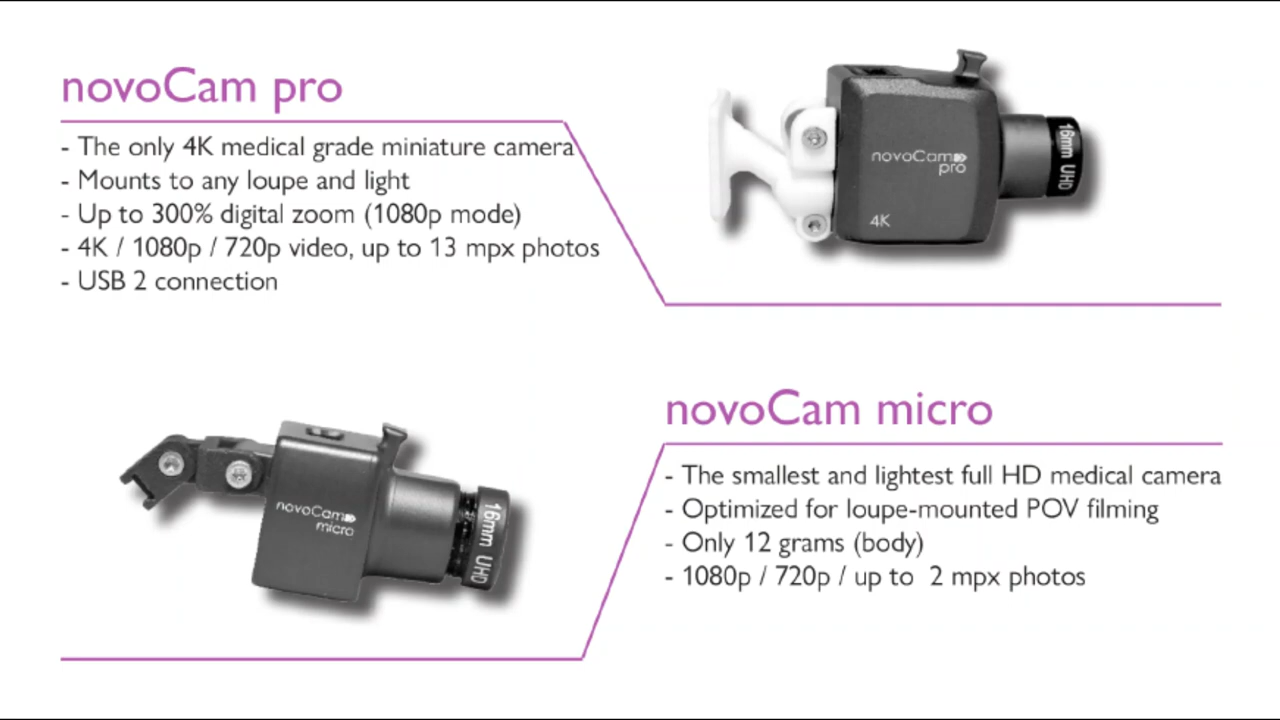 novoCam pro
- The only 4K medical grade miniature camera
- Mounts to any loupe and light
- Up to 300% digital zoom (1080p mode)
- 4K / 1080p / 720p video, up to 13 mpx photos
- USB 2 connection
novoCam
pro
4K
16mm UHD
novoCam micro
- The smallest and lightest full HD medical camera
- Optimized for loupe-mounted POV filming
- Only 12 grams (body)
- 1080p / 720p / up to  2 mpx photos
novoCam
micro
16mm UHD